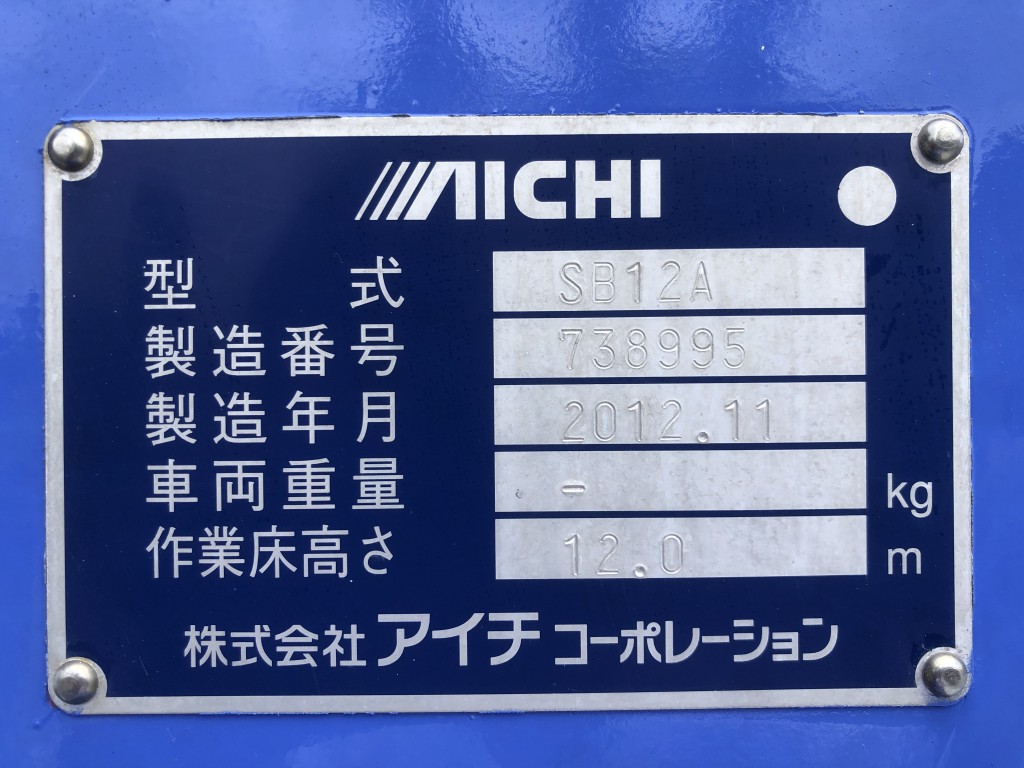 AICHI
型式 SB12A
製造番号 738995
製造年月 2012.11
車両重量 - kg
作業床高さ 12.0 m
株式会社アイチコーポレーション